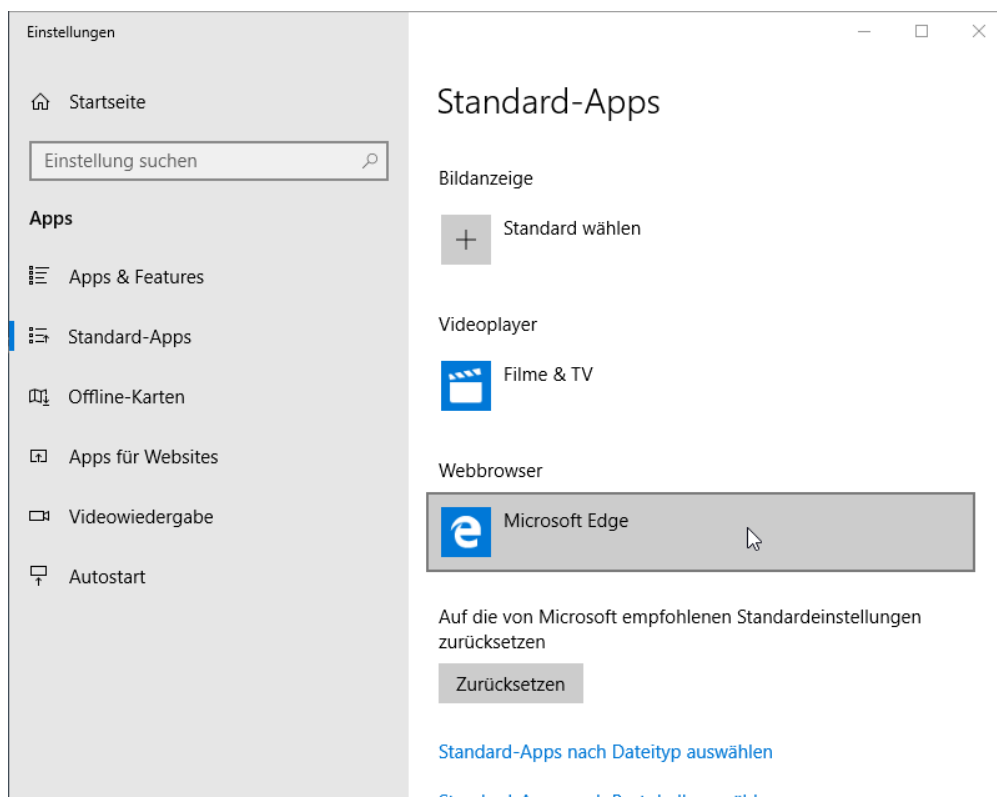 Einstellungen
Startseite
Einstellung suchen
Apps
Apps & Features
Standard-Apps
Offline-Karten
Apps für Websites
Videowiedergabe
Autostart
Standard-Apps
Bildanzeige
Standard wählen
Videoplayer
Filme & TV
Webbrowser
Microsoft Edge
Auf die von Microsoft empfohlenen Standardeinstellungen
zurücksetzen
Zurücksetzen
Standard-Apps nach Dateityp auswählen